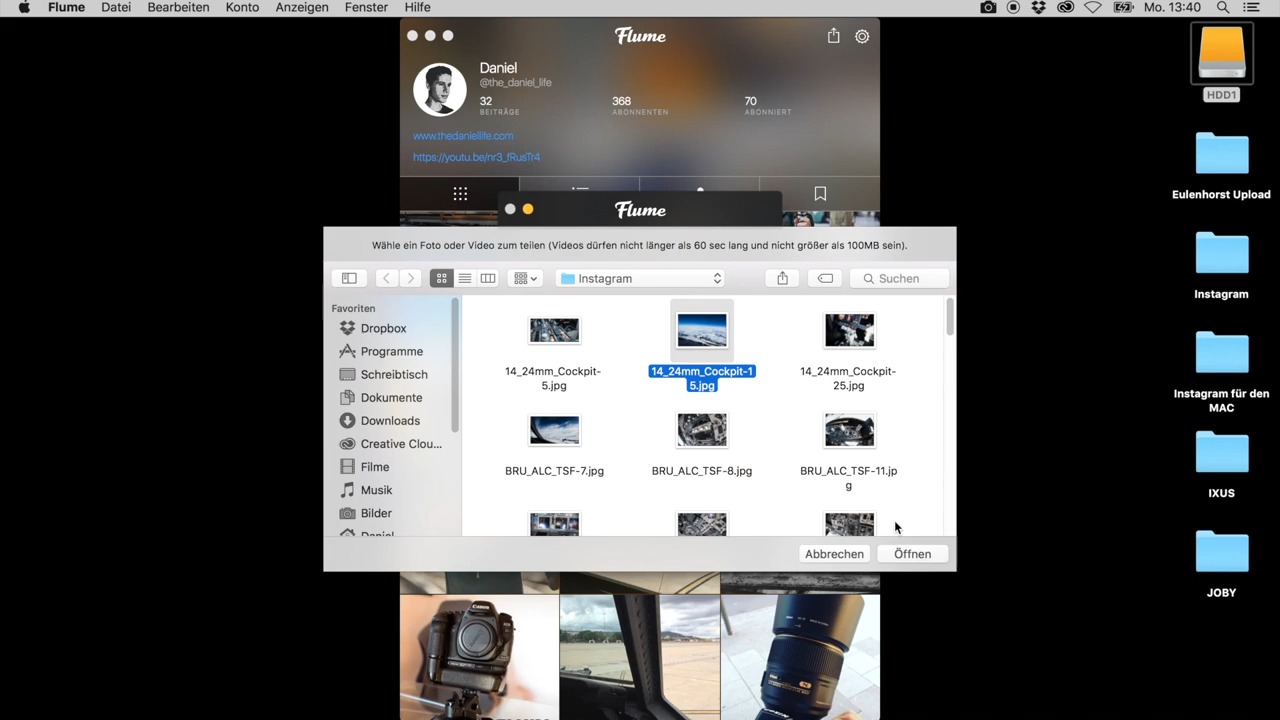 Flume Datei Bearbeiten Konto Anzeigen Fenster Hilfe Mo. 13:40
Flume
Daniel
@the_daniel_life
32 368 70
BEITRÄGE ABONNENTEN ABONNIERT
www.thedaniellife.com
https://youtu.be/nr3_fRusTr4
Flume
Wähle ein Foto oder Video zum teilen (Videos dürfen nicht länger als 60 sec lang und nicht größer als 100MB sein).
Instagram Suchen
Favoriten
Dropbox
Programme
Schreibtisch
Dokumente
Downloads
Creative Clou...
Filme
Musik
Bilder
Daniel
14_24mm_Cockpit-
5.jpg
14_24mm_Cockpit-1
5.jpg
14_24mm_Cockpit-
25.jpg
BRU_ALC_TSF-7.jpg
BRU_ALC_TSF-8.jpg
BRU_ALC_TSF-11.jp
g
Abbrechen Öffnen
HDD1
Eulenhorst Upload
Instagram
Instagram für den
MAC
IXUS
JOBY
Canon